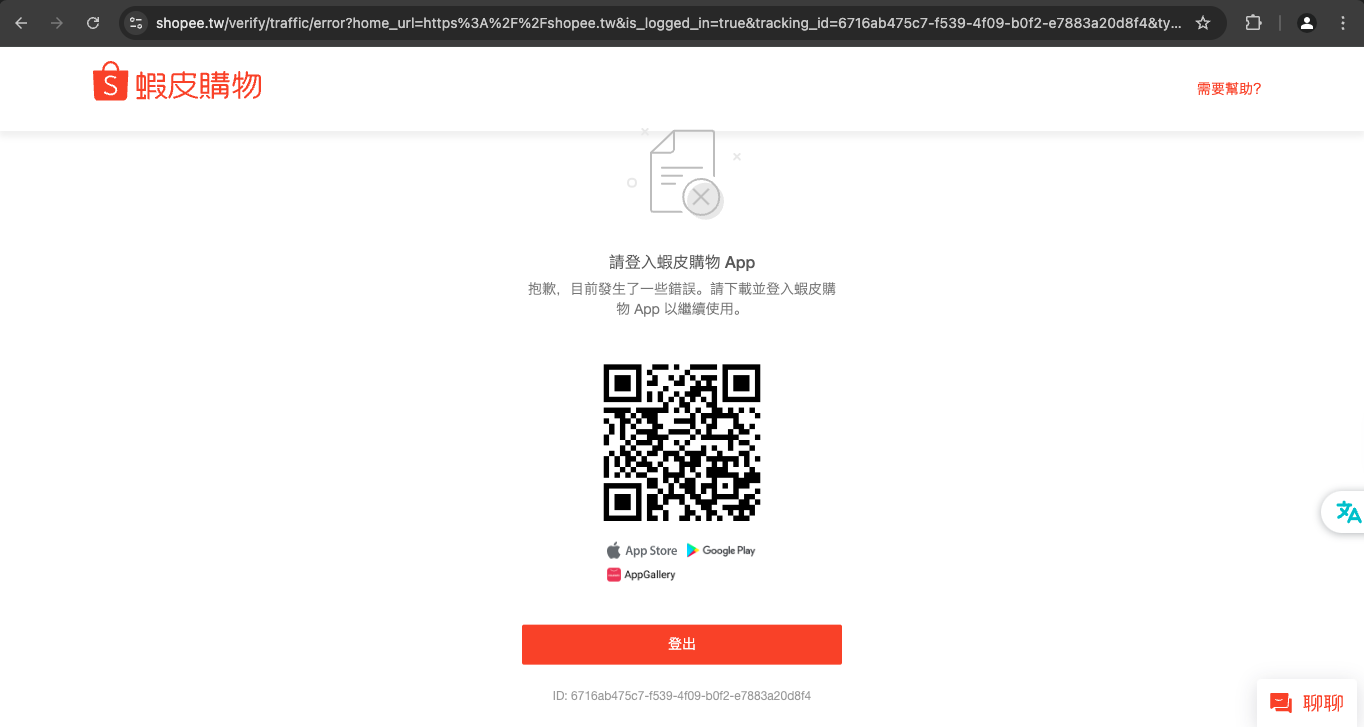 shopee.tw/verify/traffic/error?home_url=https%3A%2F%2Fshopee.tw&is_logged_in=true&tracking_id=6716ab475c7-f539-4f09-b0f2-e7883a20d8f4&ty...
S 蝦皮購物
需要幫助?
請登入蝦皮購物 App
抱歉，目前發生了一些錯誤。請下載並登入蝦皮購
物 App 以繼續使用。
App Store Google Play
AppGallery
登出
ID: 6716ab475c7-f539-4f09-b0f2-e7883a20d8f4
聊聊